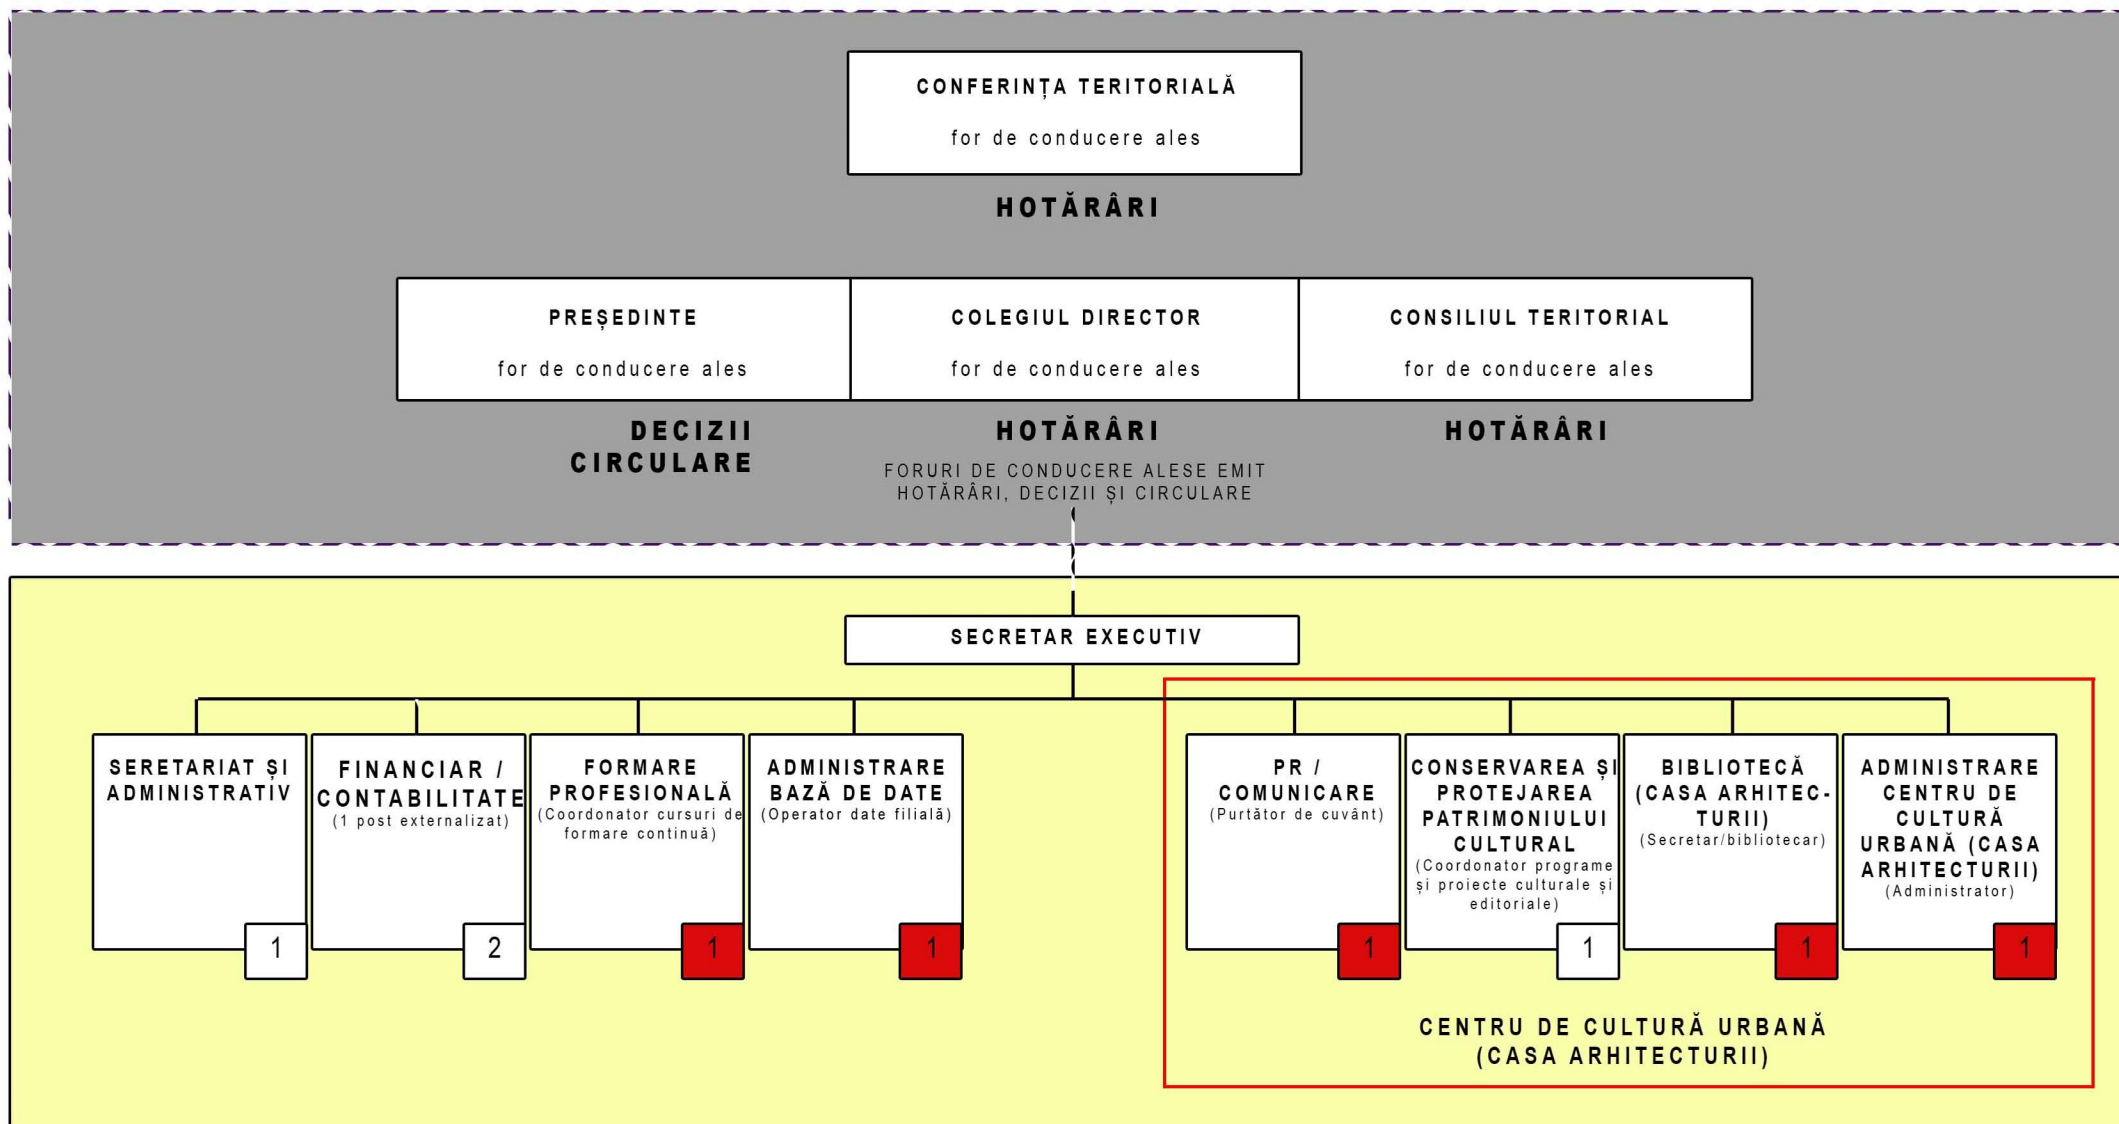 CONFERINȚA TERITORIALĂ
for de conducere ales
HOTĂRÂRI
PREȘEDINTE
for de conducere ales
COLEGIUL DIRECTOR
for de conducere ales
CONSILIUL TERITORIAL
for de conducere ales
DECIZII
CIRCULARE
HOTĂRÂRI
HOTĂRÂRI
FORURI DE CONDUCERE ALESE EMIT
HOTĂRÂRI, DECIZII ȘI CIRCULARE
SECRETAR EXECUTIV
SERETARIAT ȘI
ADMINISTRATIV
1
FINANCIAR /
CONTABILITATE
(1 post externalizat)
2
FORMARE
PROFESIONALĂ
(Coordonator cursuri de
formare continuă)
1
ADMINISTRARE
BAZĂ DE DATE
(Operator date filială)
1
PR /
COMUNICARE
(Purtător de cuvânt)
1
CONSERVAREA ȘI
PROTEJAREA
PATRIMONIULUI
CULTURAL
(Coordonator programe
și proiecte culturale și
editoriale)
1
BIBLIOTECĂ
(CASA ARHITEC-
TURII)
(Secretar/bibliotecar)
1
ADMINISTRARE
CENTRU DE
CULTURĂ
URBANĂ (CASA
ARHITECTURII)
(Administrator)
1
CENTRU DE CULTURĂ URBANĂ
(CASA ARHITECTURII)